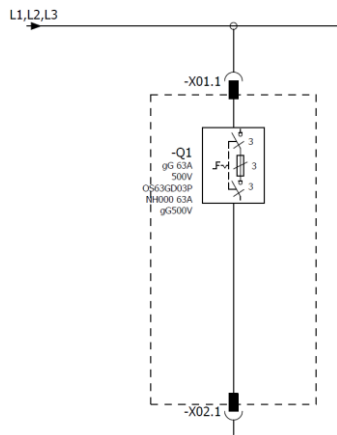 L1,L2,L3
-X01.1
-Q1
gG 63A
500V
OS63GD03P
NH000 63A
gG500V
3
3
3
-X02.1